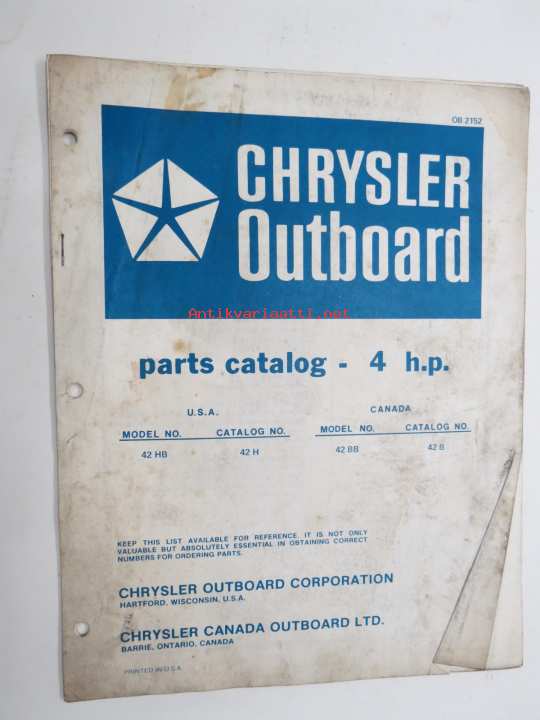 OB 2152
CHRYSLER
Outboard
Antikvariaatti.net
parts catalog - 4 h.p.
U.S.A.
MODEL NO. CATALOG NO.
42 HB 42 H
CANADA
MODEL NO. CATALOG NO.
42 BB 42 B
KEEP THIS LIST AVAILABLE FOR REFERENCE. IT IS NOT ONLY
VALUABLE BUT ABSOLUTELY ESSENTIAL IN OBTAINING CORRECT
NUMBERS FOR ORDERING PARTS.
CHRYSLER OUTBOARD CORPORATION
HARTFORD, WISCONSIN, U.S.A.
CHRYSLER CANADA OUTBOARD LTD.
BARRIE, ONTARIO, CANADA
PRINTED IN U.S.A.